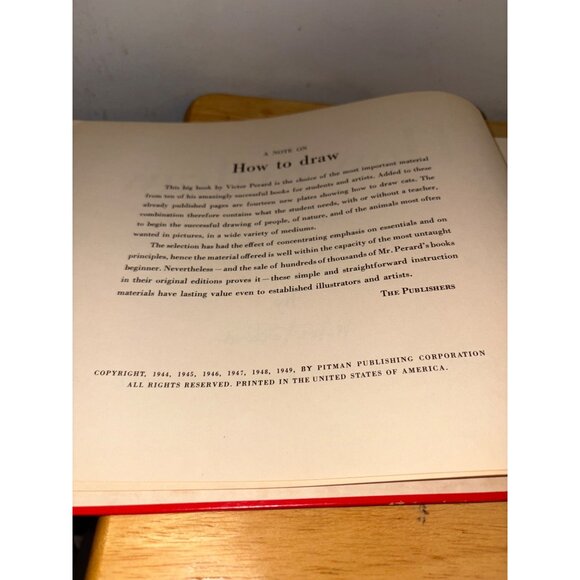 A NOTE ON
How to draw
This big book by Victor Perard is the choice of the most important material
from ten of his amazingly successful books for students and artists. Added to these
already published pages are fourteen new plates showing how to draw cats. The
combination therefore contains what the student needs, with or without a teacher,
to begin the successful drawing of people, of nature, and of the animals most often
wanted in pictures, in a wide variety of mediums.
The selection has had the effect of concentrating emphasis on essentials and on
principles, hence the material offered is well within the capacity of the most untaught
beginner. Nevertheless — and the sale of hundreds of thousands of Mr. Perard's books
in their original editions proves it — these simple and straightforward instruction
materials have lasting value even to established illustrators and artists.
THE PUBLISHERS
COPYRIGHT, 1944, 1945, 1946, 1947, 1948, 1949, BY PITMAN PUBLISHING CORPORATION
ALL RIGHTS RESERVED. PRINTED IN THE UNITED STATES OF AMERICA.